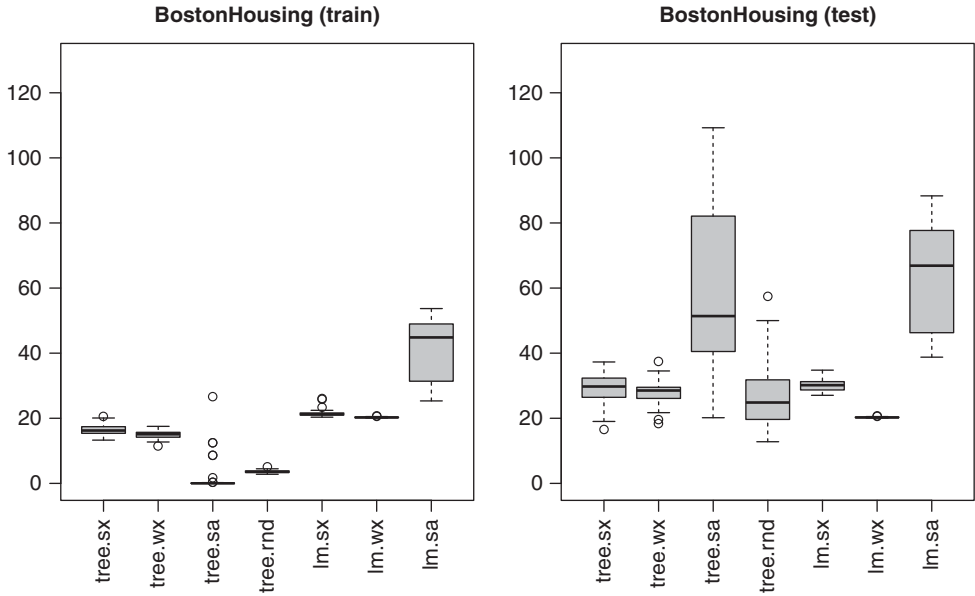 BostonHousing (train)
120
100
80
60
40
20
0
tree.sx
tree.wx
tree.sa
tree.rnd
lm.sx
lm.wx
lm.sa
BostonHousing (test)
120
100
80
60
40
20
0
tree.sx
tree.wx
tree.sa
tree.rnd
lm.sx
lm.wx
lm.sa